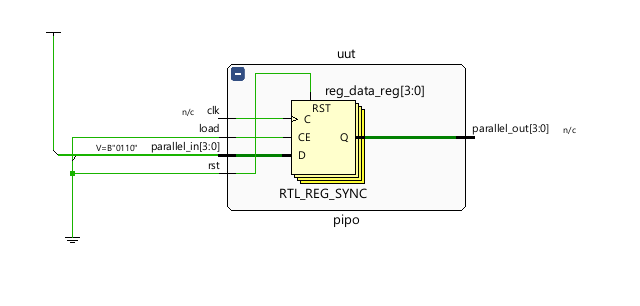 uut
reg_data_reg[3:0]
RST
n/c
clk
C
load
CE
Q
parallel_out[3:0]
n/c
V=B"0110"
parallel_in[3:0]
D
rst
RTL_REG_SYNC
pipo